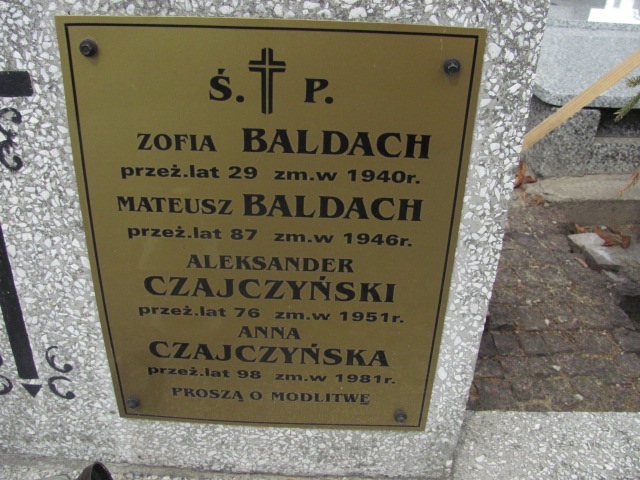 Ś. P.
ZOFIA BALDACH
przeż.lat 29 zm.w 1940r.
MATEUSZ BALDACH
przeż.lat 87 zm.w 1946r.
ALEKSANDER
CZAJCZYŃSKI
przeż.lat 76 zm.w 1951r.
ANNA
CZAJCZYŃSKA
przeż.lat 98 zm.w 1981r.
PROSZĄ O MODLITWĘ